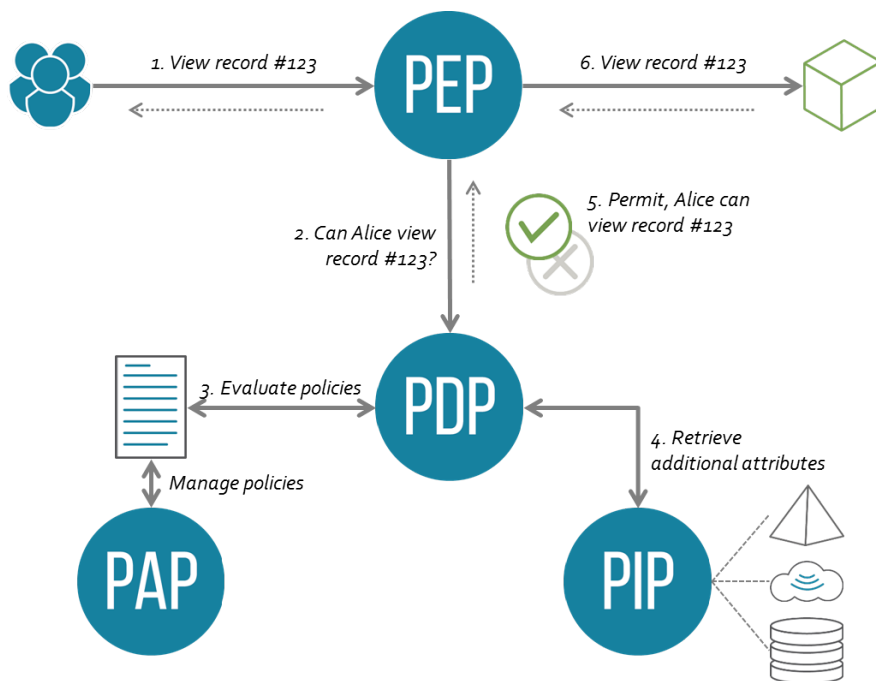 1. View record #123
PEP
6. View record #123
2. Can Alice view
record #123?
5. Permit, Alice can
view record #123
3. Evaluate policies
PDP
4. Retrieve
additional attributes
Manage policies
PAP
PIP